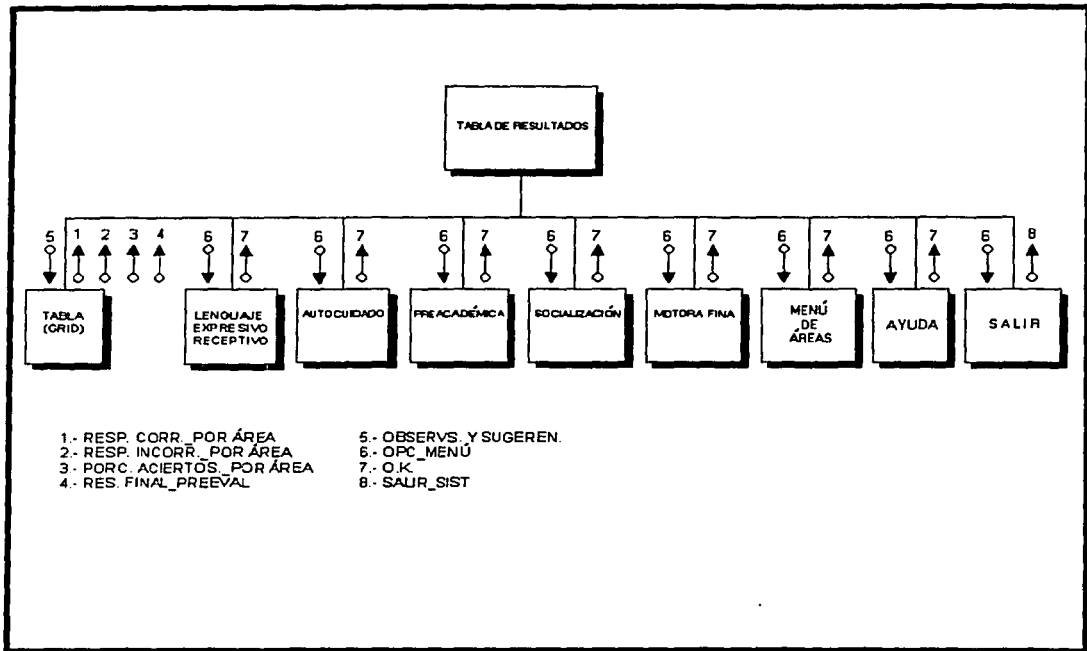 TABLA DE RESULTADOS
5 1 2 3 4 6 7 6 7 6 7 6 7 6 7 6 7 6 7 6 8
TABLA
(GRID)
LENGUAJE
EXPRESIVO
RECEPTIVO
AUTOCUIDADO
PREACADÉMICA
SOCIALIZACIÓN
MOTORA FINA
MENÚ
DE
ÁREAS
AYUDA
SALIR
1.- RESP. CORR._POR ÁREA
2.- RESP. INCORR._POR ÁREA
3.- PORC. ACIERTOS._POR ÁREA
4.- RES. FINAL_PREEVAL
5.- OBSERVS. Y SUGEREN.
6.- OPC_MENÚ
7.- O.K.
8.- SALIR_SIST